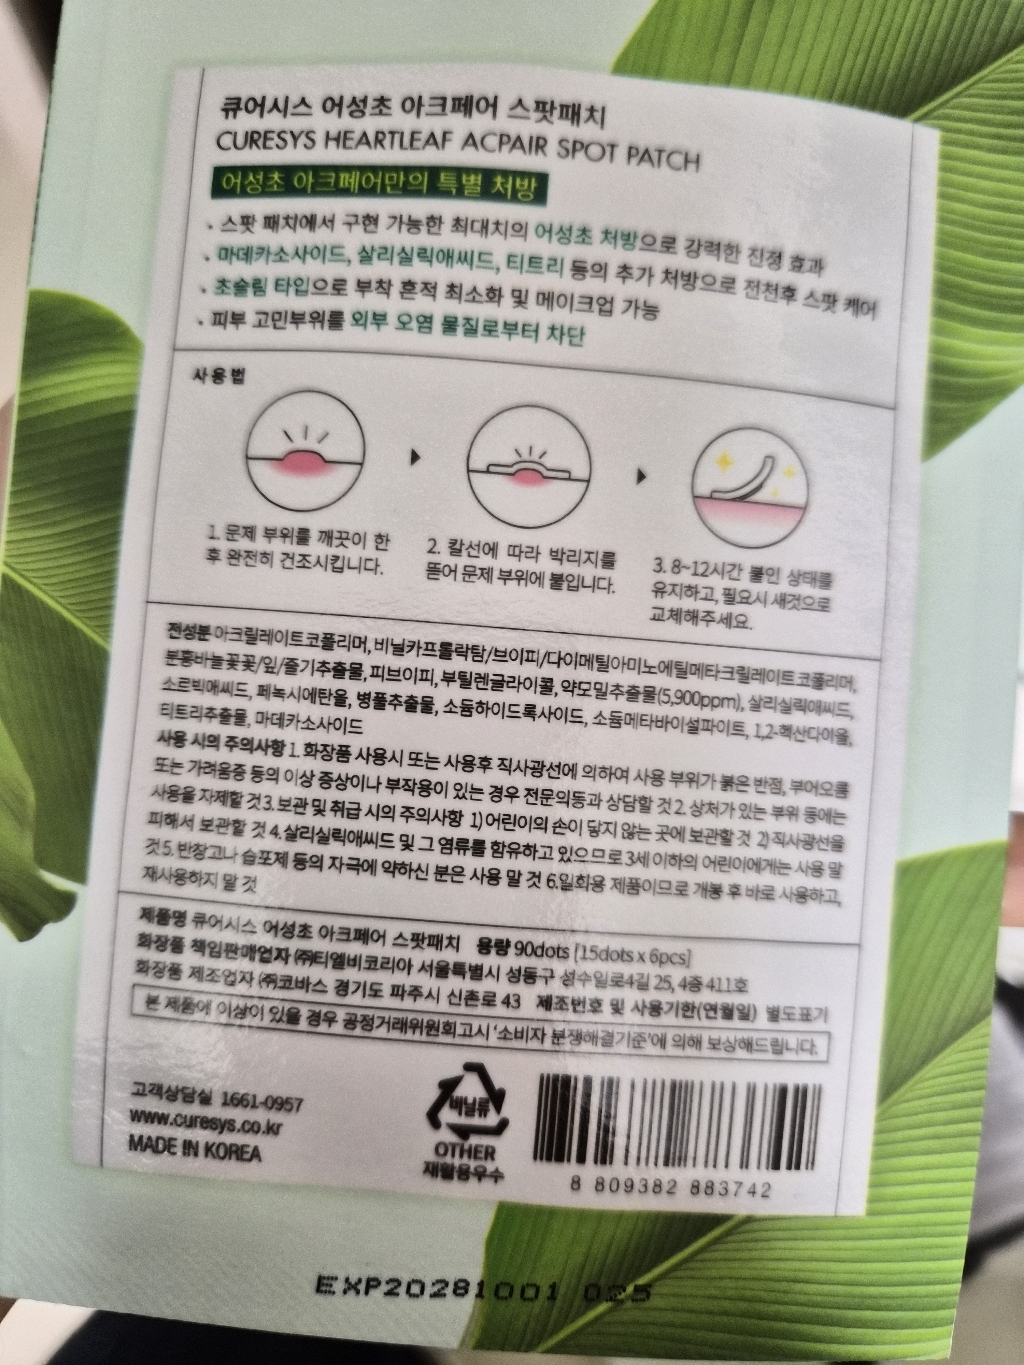 큐어시스 어성초 아크페어 스팟패치
CURESYS HEARTLEAF ACPAIR SPOT PATCH
어성초 아크페어만의 특별 처방
• 스팟 패치에서 구현 가능한 최대치의 어성초 처방으로 강력한 진정 효과
• 마데카소사이드, 살리실릭애씨드, 티트리 등의 추가 처방으로 전천후 스팟 케어
• 초슬림 타입으로 부착 흔적 최소화 및 메이크업 가능
• 피부 고민부위를 외부 오염 물질로부터 차단
사용법
1. 문제 부위를 깨끗이 한
후 완전히 건조시킵니다.
2. 칼선에 따라 박리지를
뜯어 문제 부위에 붙입니다.
3. 8~12시간 붙인 상태를
유지하고, 필요시 새것으로
교체해주세요.
전성분 아크릴레이트코폴리머, 비닐카프롤락탐/브이피/다이메틸아미노에틸메타크릴레이트코폴리머,
분홍바늘꽃꽃/잎/줄기추출물, 피브이피, 부틸렌글라이콜, 약모밀추출물(5,900ppm), 살리실릭애씨드,
소르빅애씨드, 페녹시에탄올, 병풀추출물, 소듐하이드록사이드, 소듐메타바이설파이트, 1,2-헥산다이올,
티트리추출물, 마데카소사이드
사용 시의 주의사항 1. 화장품 사용시 또는 사용후 직사광선에 의하여 사용 부위가 붉은 반점, 부어오름
또는 가려움증 등의 이상 증상이나 부작용이 있는 경우 전문의등과 상담할 것 2. 상처가 있는 부위 등에는
사용을 자제할 것 3. 보관 및 취급 시의 주의사항 1) 어린이의 손이 닿지 않는 곳에 보관할 것 2) 직사광선을
피해서 보관할 것 4. 살리실릭애씨드 및 그 염류를 함유하고 있으므로 3세 이하의 어린이에게는 사용 말
것 5. 반창고나 습포제 등의 자극에 약하신 분은 사용 말 것 6. 일회용 제품이므로 개봉 후 바로 사용하고,
재사용하지 말 것
제품명 큐어시스 어성초 아크페어 스팟패치 용량 90dots [15dots x 6pcs]
화장품 책임판매업자 ㈜티엘비코리아 서울특별시 성동구 성수일로4길 25, 4층 411호
화장품 제조업자 ㈜코바스 경기도 파주시 신촌로 43 제조번호 및 사용기한(연월일) 별도표기
본 제품에 이상이 있을 경우 공정거래위원회고시 '소비자 분쟁해결기준'에 의해 보상해드립니다.
고객상담실 1661-0957
www.curesys.co.kr
MADE IN KOREA
비닐류
OTHER
재활용우수
8 809382 883742
EXP20281001 025